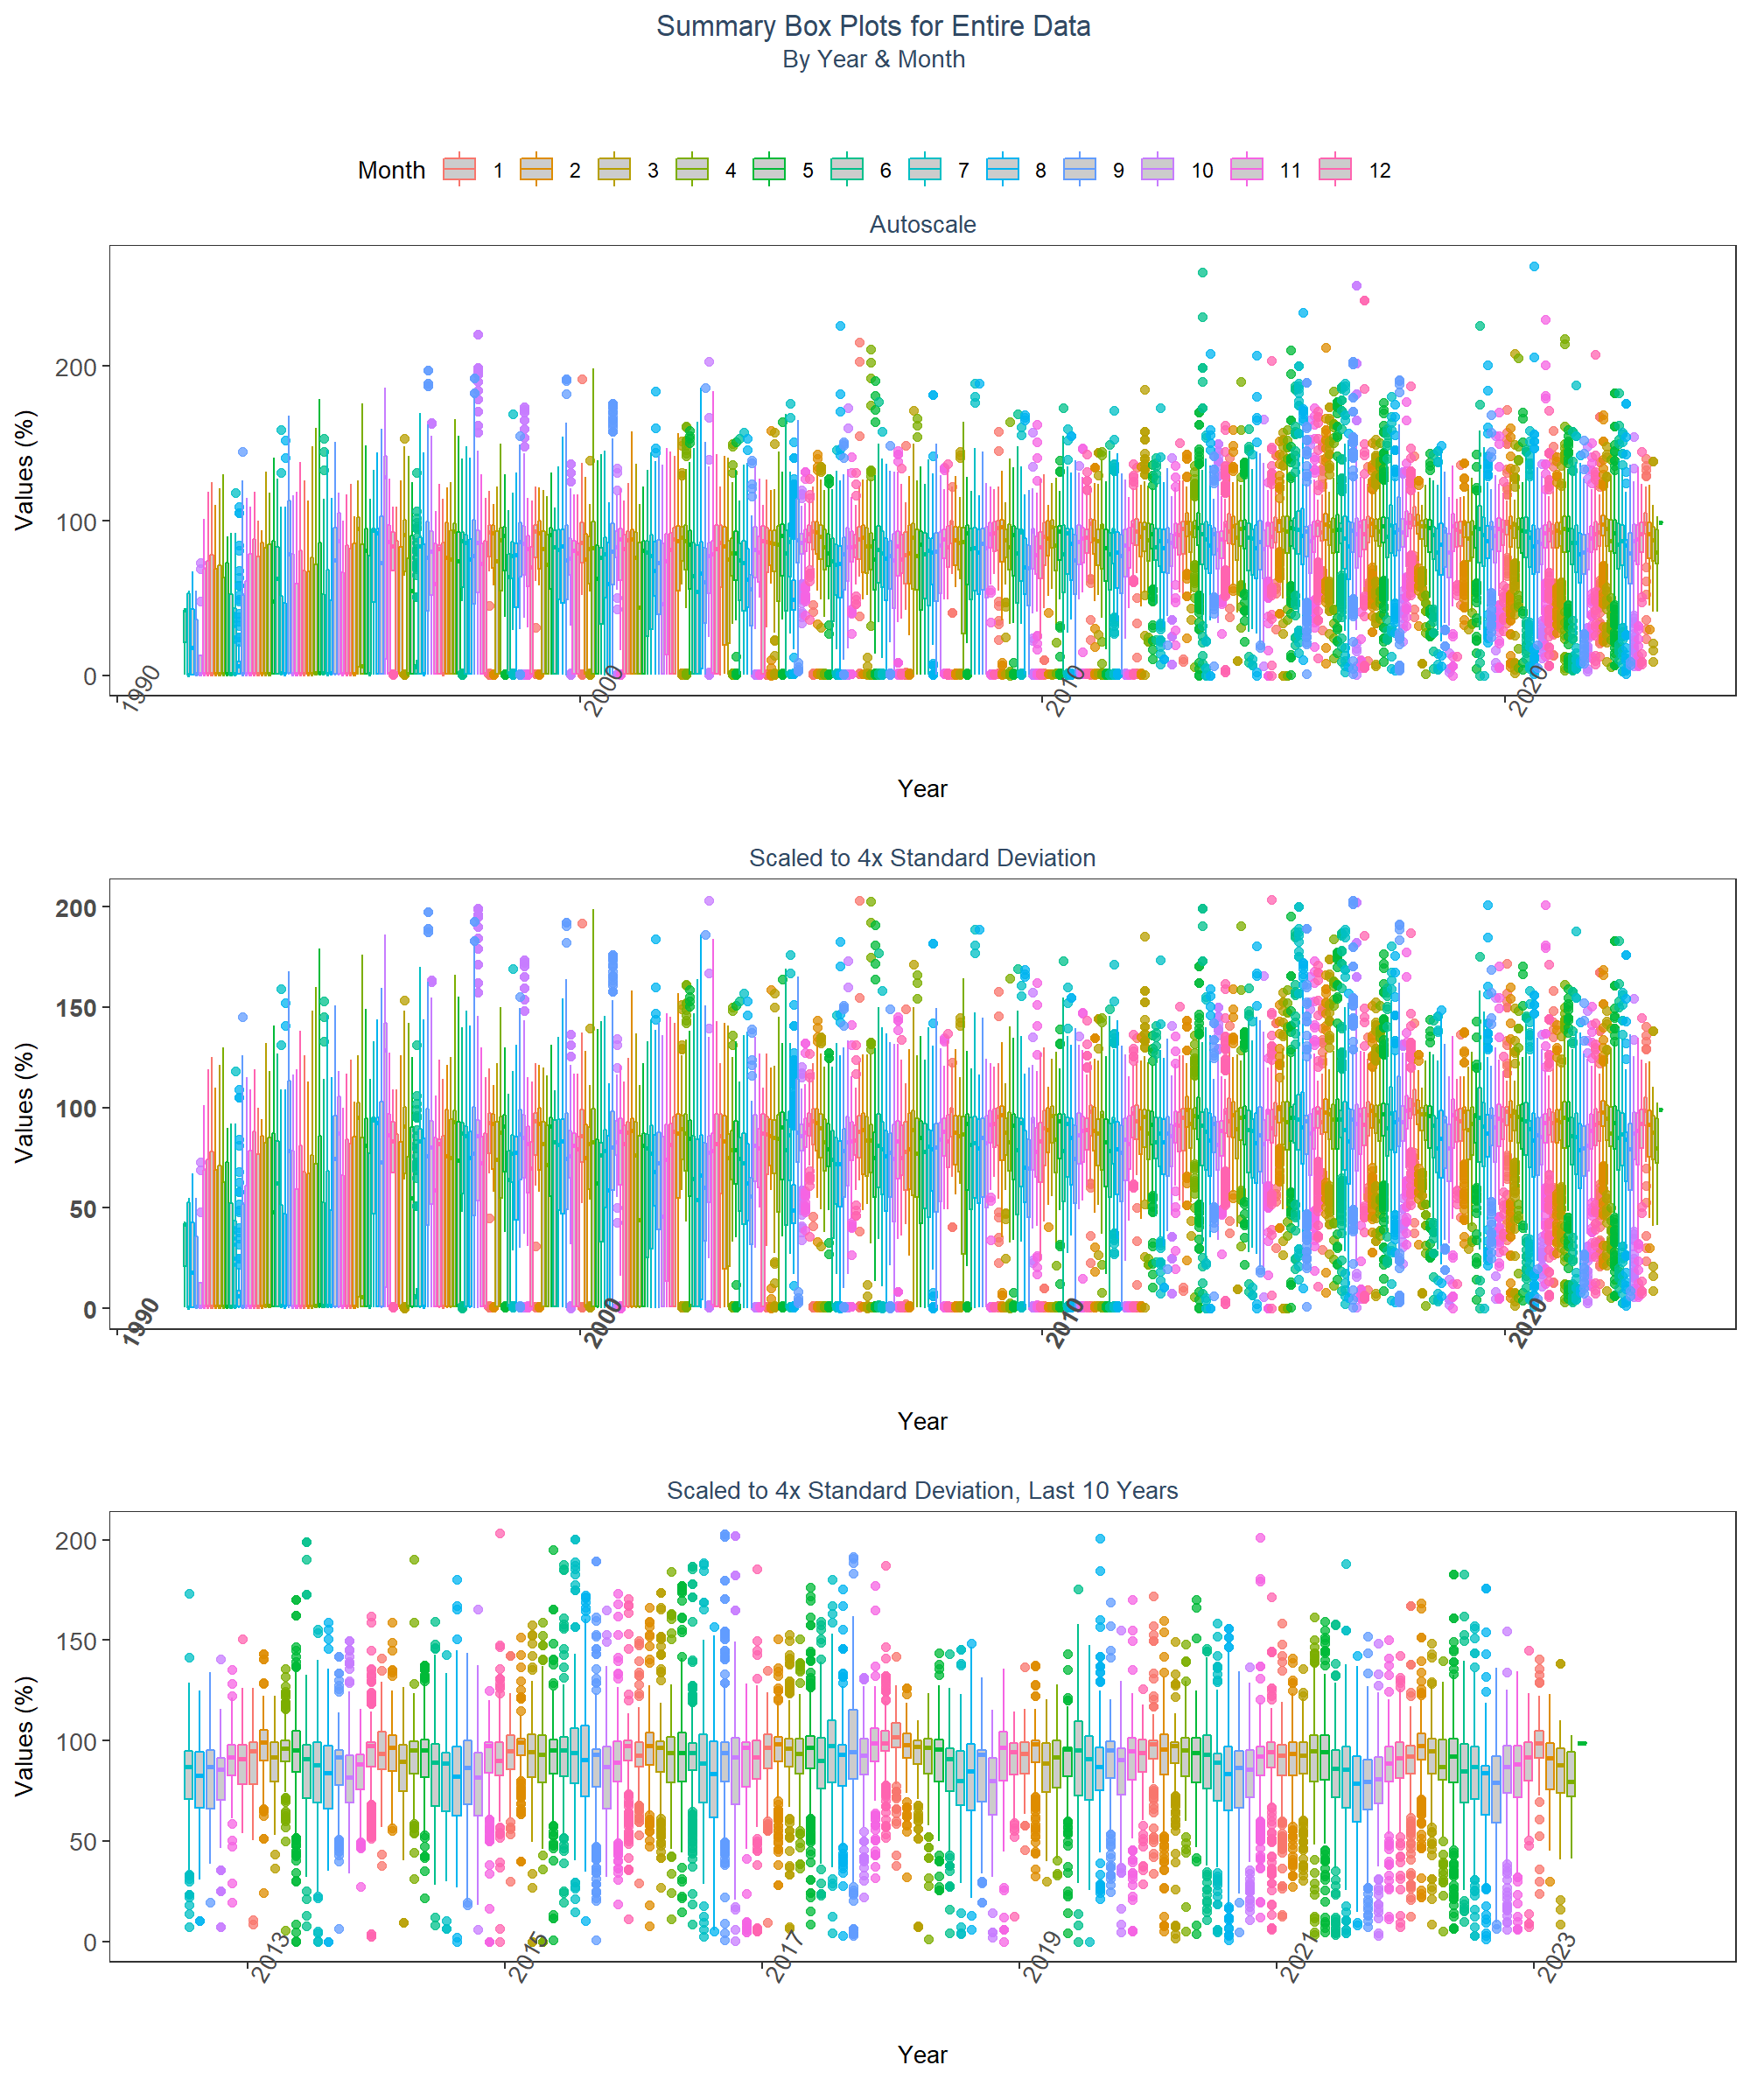 Summary Box Plots for Entire Data
By Year & Month
Month 1 2 3 4 5 6 7 8 9 10 11 12
Autoscale
Values (%)
200
100
0
1990 2000 2010 2020
Year
Scaled to 4x Standard Deviation
Values (%)
200
150
100
50
0
1990 2000 2010 2020
Year
Scaled to 4x Standard Deviation, Last 10 Years
Values (%)
200
150
100
50
0
2013 2015 2017 2019 2021 2023
Year